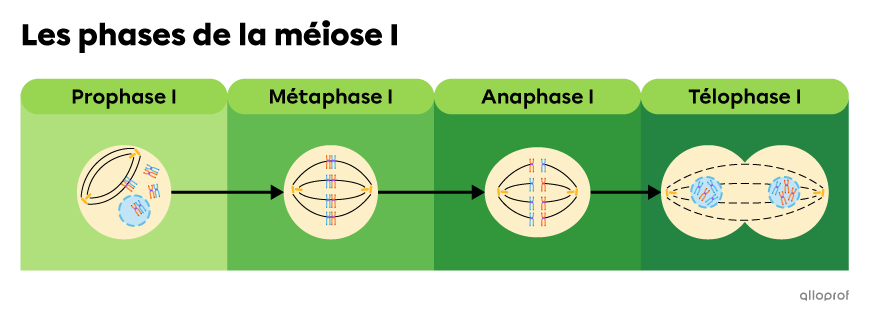 Les phases de la méiose I
Prophase I
Métaphase I
Anaphase I
Télophase I
alloprof